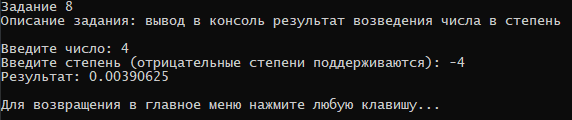 Задание 8
Описание задания: вывод в консоль результат возведения числа в степень
Введите число: 4
Введите степень (отрицательные степени поддерживаются): -4
Результат: 0.00390625
Для возвращения в главное меню нажмите любую клавишу...